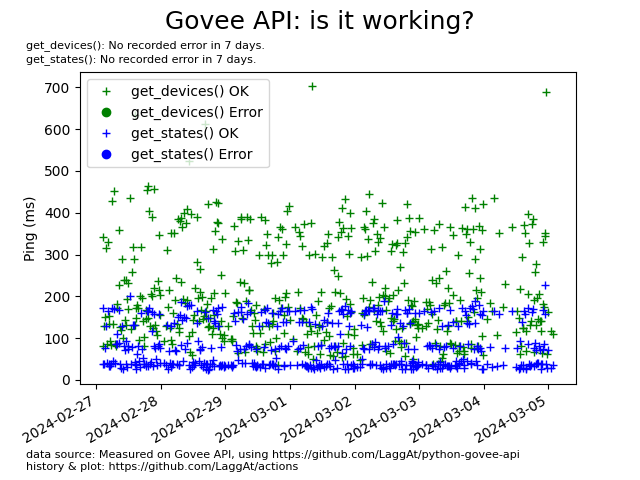 Govee API: is it working?
get_devices(): No recorded error in 7 days.
get_states(): No recorded error in 7 days.
get_devices() OK
get_devices() Error
get_states() OK
get_states() Error
Ping (ms)
700
600
500
400
300
200
100
0
2024-02-27
2024-02-28
2024-02-29
2024-03-01
2024-03-02
2024-03-03
2024-03-04
2024-03-05
data source: Measured on Govee API, using https://github.com/LaggAt/python-govee-api
history & plot: https://github.com/LaggAt/actions